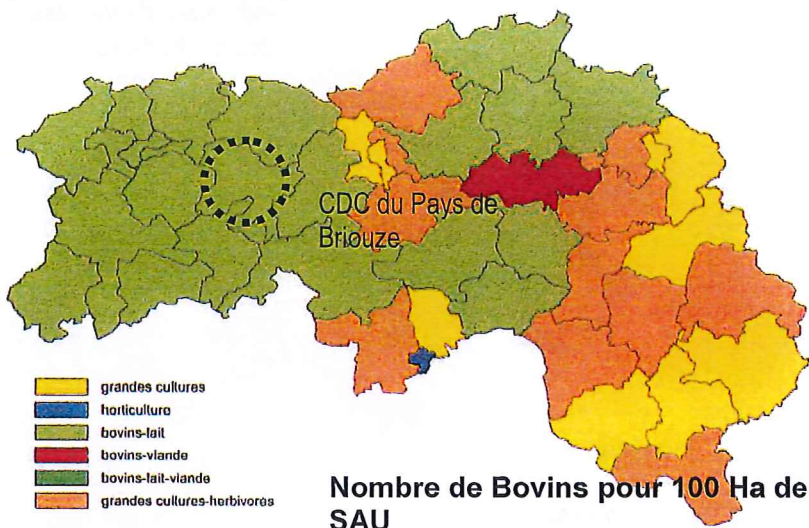 CDC du Pays de
Briouze
grandes cultures
horticulture
bovins-lait
bovins-viande
bovins-lait-viande
grandes cultures-herbivores
Nombre de Bovins pour 100 Ha de
SAU